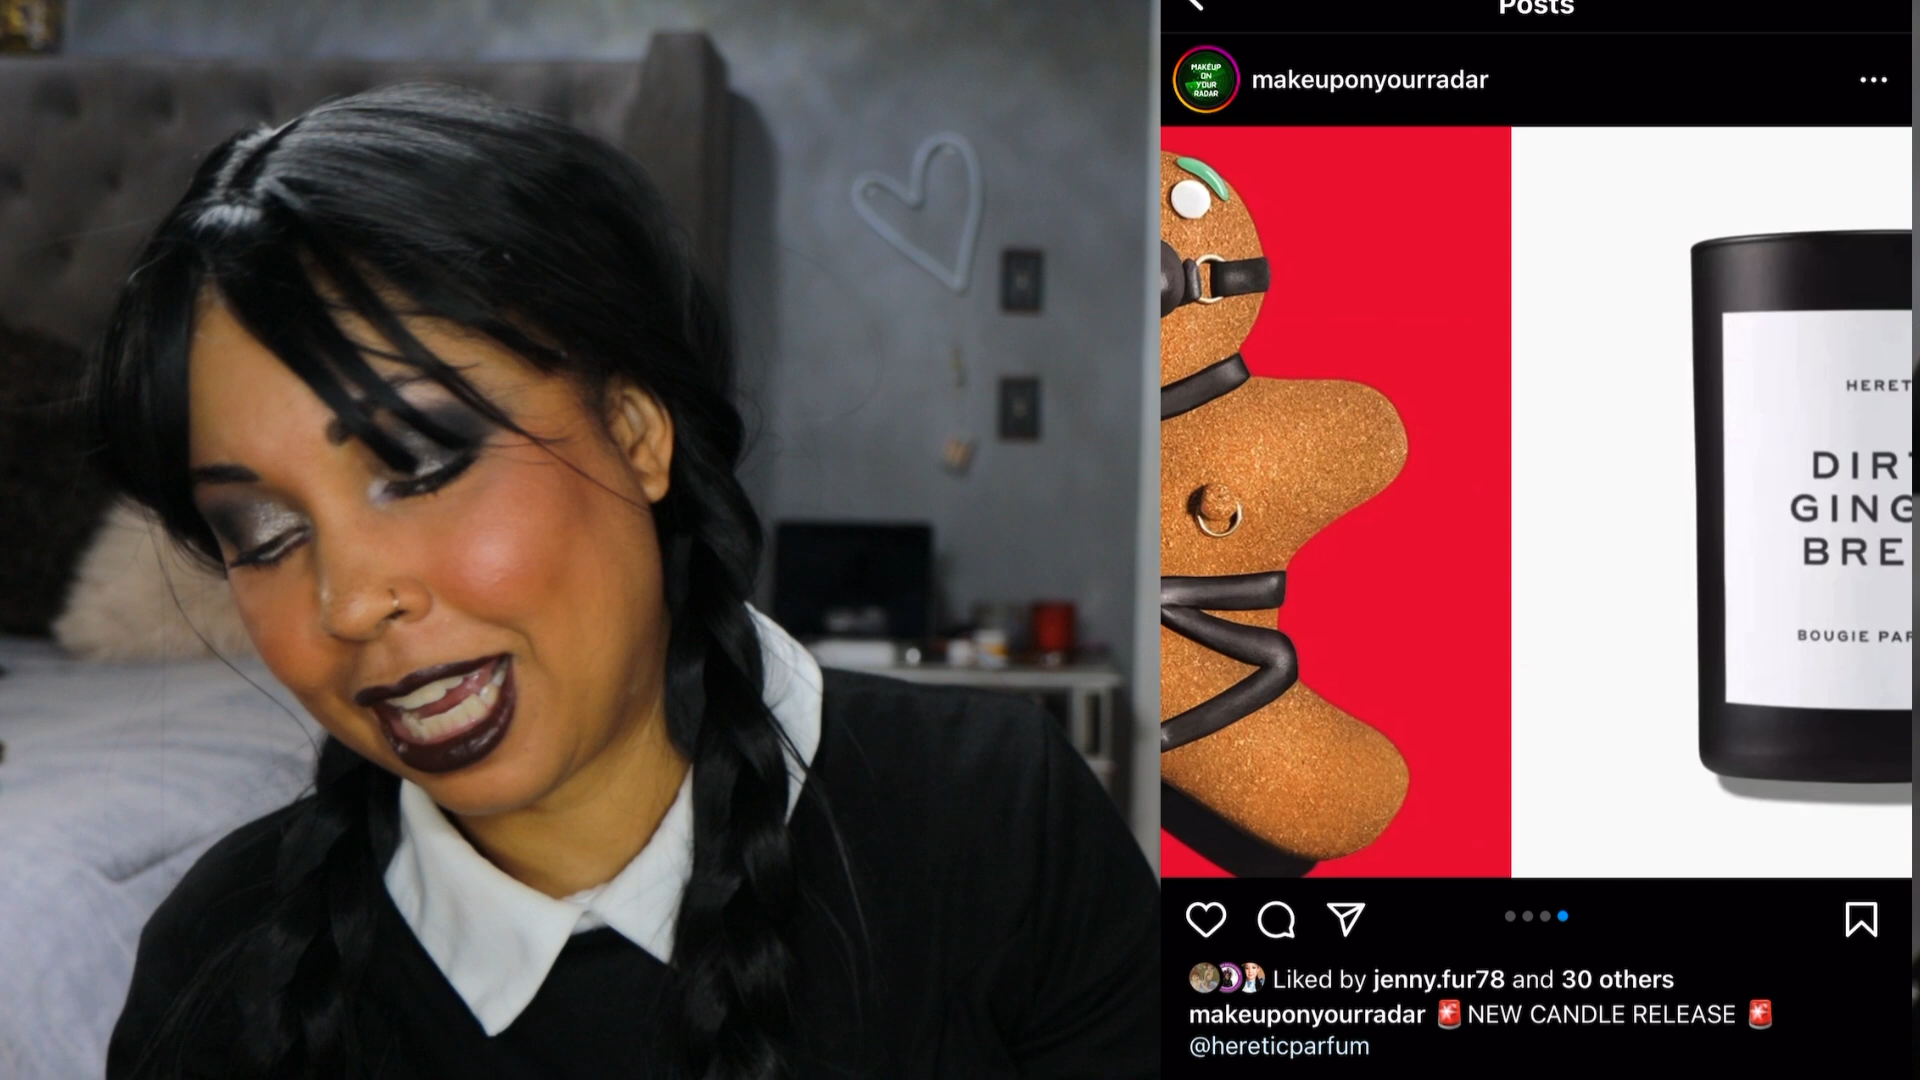 Posts
makeuponyourradar
MAKEUP
ON
YOUR
RADAR
HERET
DIRT
GING
BRE
BOUGIE PAR
Liked by jenny.fur78 and 30 others
makeuponyourradar 🚨 NEW CANDLE RELEASE 🚨
@hereticparfum